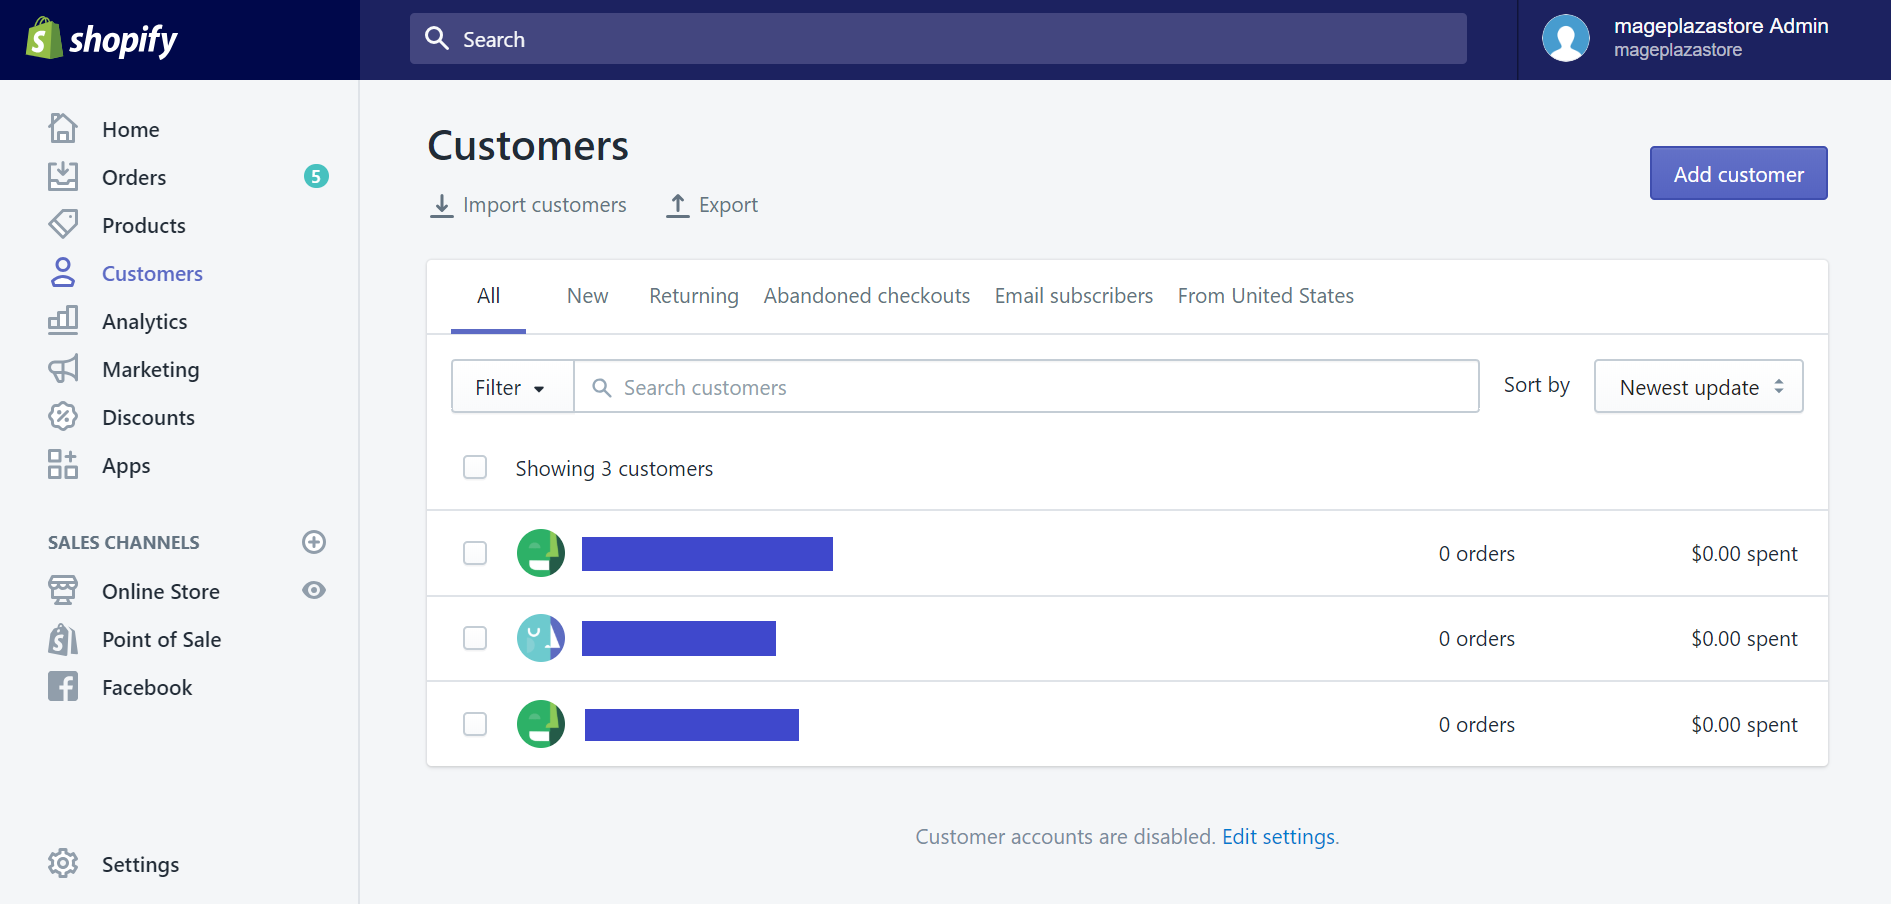 shopify
Search
mageplazastore Admin
mageplazastore
Home
Orders 5
Products
Customers
Analytics
Marketing
Discounts
Apps
SALES CHANNELS
Online Store
Point of Sale
Facebook
Settings
Customers
Import customers Export
Add customer
All New Returning Abandoned checkouts Email subscribers From United States
Filter Search customers Sort by Newest update
Showing 3 customers
0 orders $0.00 spent
0 orders $0.00 spent
0 orders $0.00 spent
Customer accounts are disabled. Edit settings.